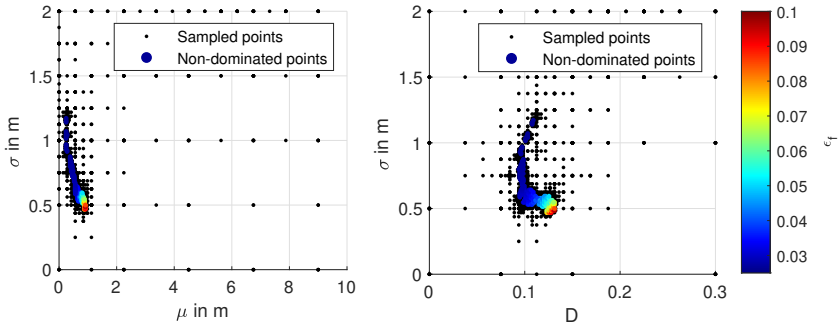 2
1.5
1
0.5
0
σ in m
Sampled points
Non-dominated points
0 2 4 6 8 10
μ in m
2
1.5
1
0.5
0
σ in m
Sampled points
Non-dominated points
0 0.1 0.2 0.3
D
0.1
0.09
0.08
0.07
0.06
0.05
0.04
0.03
ϵf